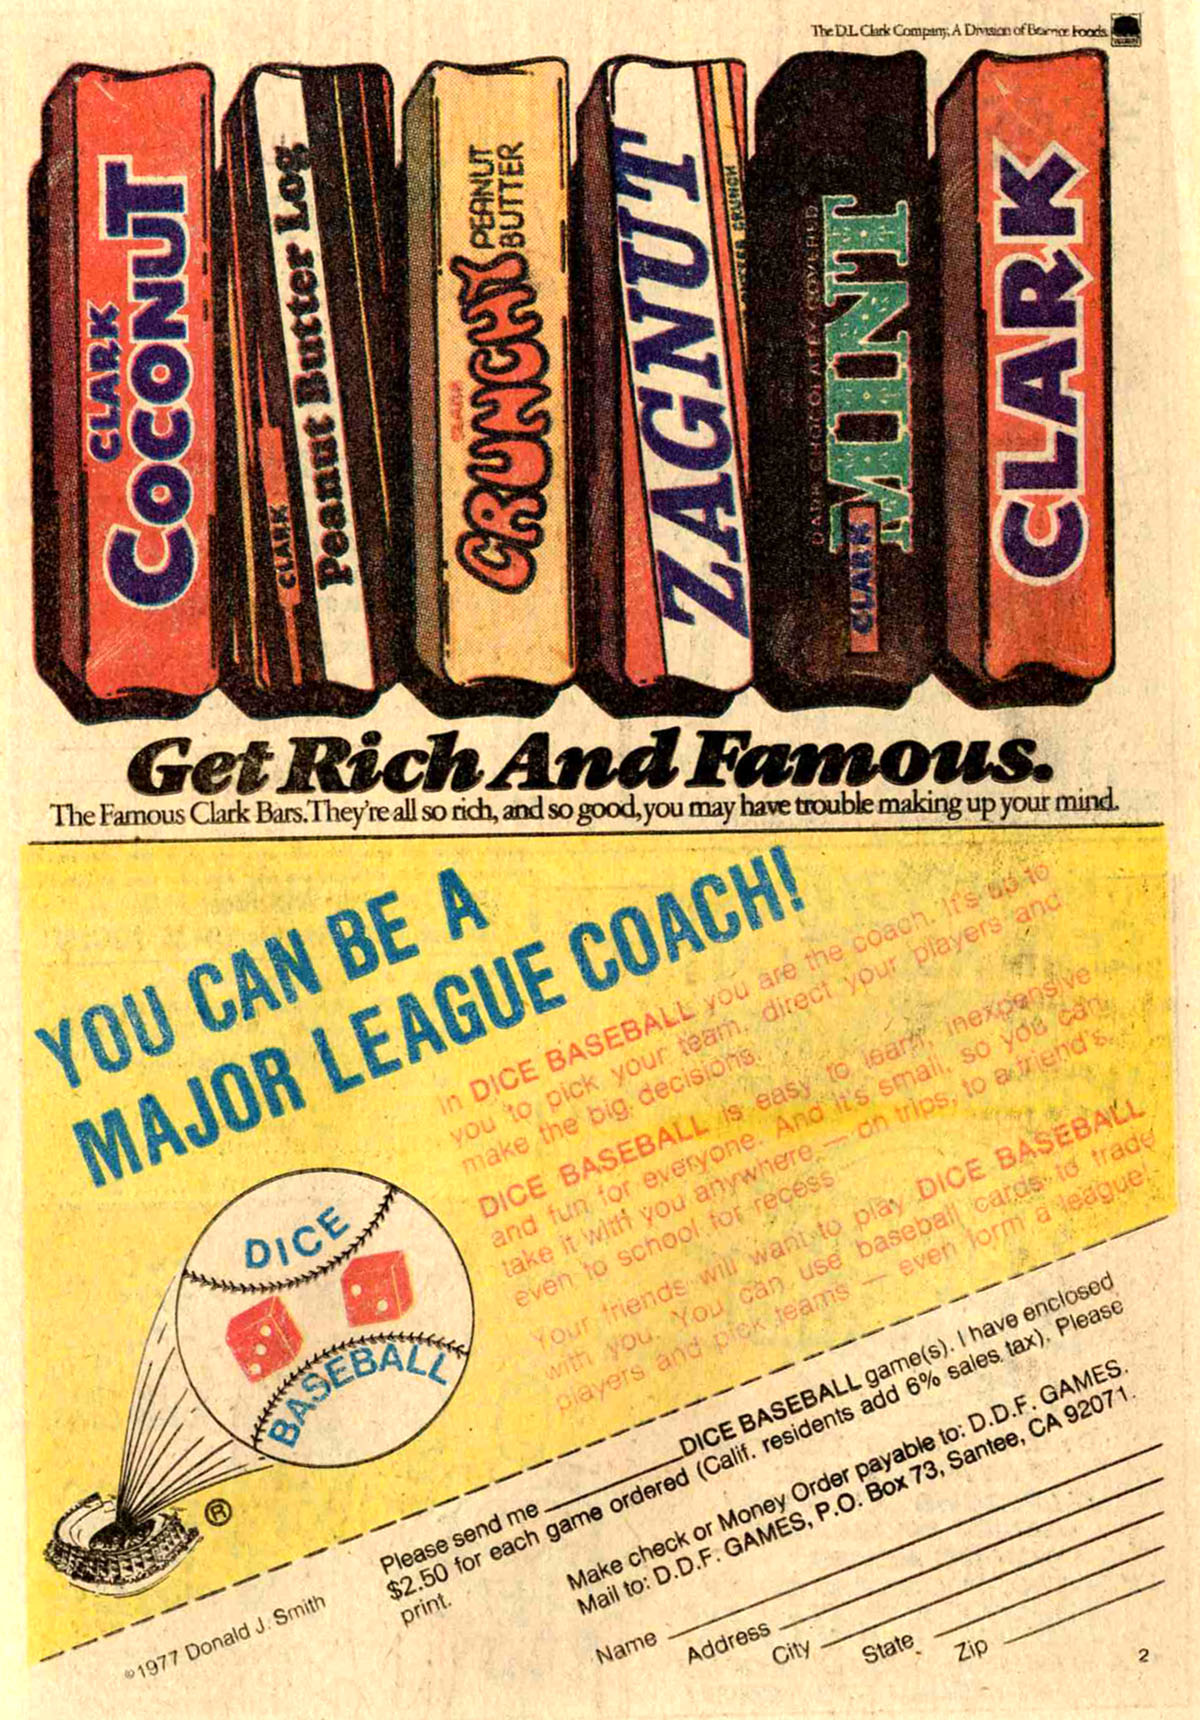 The D.L. Clark Company, A Division of Beatrice Foods.
CLARK
COCONUT
CLARK
Peanut Butter Log
CLARK
CRUNCHY
PEANUT
BUTTER
ZAGNUT
DARK CHOCOLATEY COVERED
MINT
CLARK
CLARK
Get Rich And Famous.
The Famous Clark Bars. They're all so rich, and so good, you may have trouble making up your mind.
YOU CAN BE A
MAJOR LEAGUE COACH!
In DICE BASEBALL you are the coach. It's up to
you to pick your team, direct your players and
make the big decisions.
DICE BASEBALL is easy to learn, inexpensive
and fun for everyone. And it's small, so you can
take it with you anywhere — on trips, to a friend's,
even to school for recess.
Your friends will want to play DICE BASEBALL
with you. You can use baseball cards to trade
players and pick teams — even form a league!
DICE
BASEBALL
®
Please send me ________ DICE BASEBALL game(s). I have enclosed
$2.50 for each game ordered (Calif. residents add 6% sales tax). Please
print.
Make check or Money Order payable to: D.D.F. GAMES.
Mail to: D.D.F. GAMES, P.O. Box 73, Santee, CA 92071.
Name
Address
City
State
Zip
©1977 Donald J. Smith
2